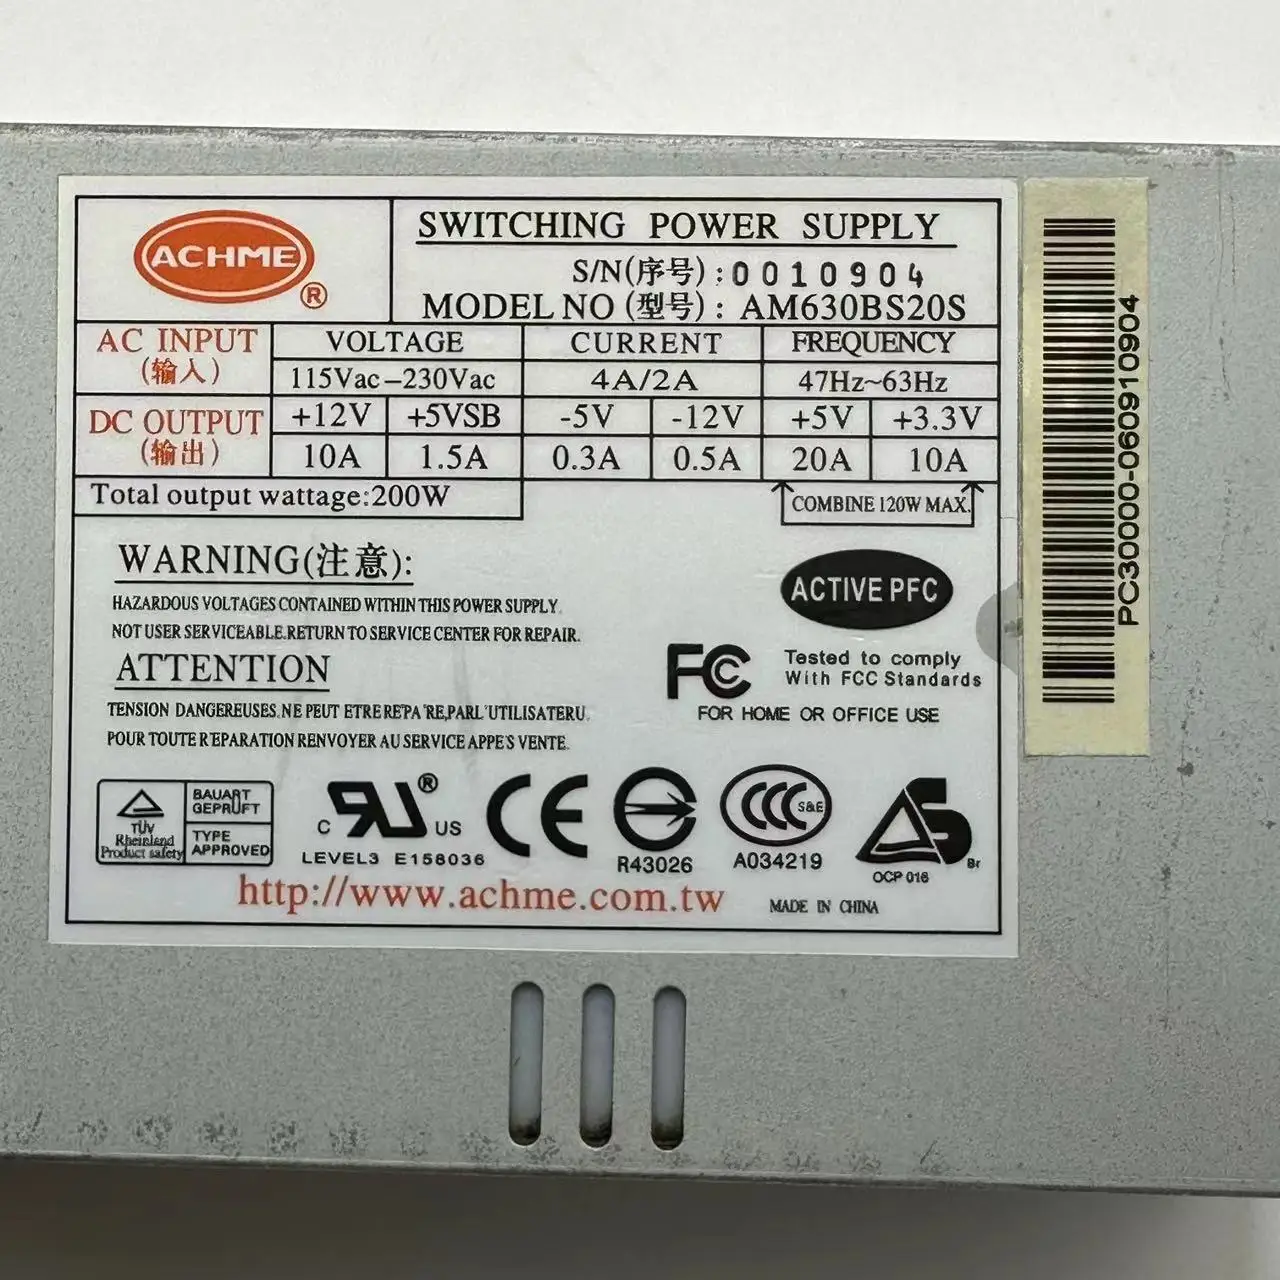 ACHME
®
SWITCHING POWER SUPPLY
S/N(序号):0010904
MODEL NO (型号): AM630BS20S
AC INPUT
(输入)
VOLTAGE
CURRENT
FREQUENCY
115Vac-230Vac
4A/2A
47Hz~63Hz
DC OUTPUT
(输出)
+12V
+5VSB
-5V
-12V
+5V
+3.3V
10A
1.5A
0.3A
0.5A
20A
10A
Total output wattage:200W
COMBINE 120W MAX.
WARNING(注意):
HAZARDOUS VOLTAGES CONTAINED WITHIN THIS POWER SUPPLY.
NOT USER SERVICEABLE.RETURN TO SERVICE CENTER FOR REPAIR.
ATTENTION
TENSION DANGEREUSES.NE PEUT ETRE REPA'RE,PARL'UTILISATERU.
POUR TOUTE R'EPARATION RENVOYER AU SERVICE APPE'S VENTE.
ACTIVE PFC
FC
Tested to comply
With FCC Standards
FOR HOME OR OFFICE USE
TÜV
Rheinland
Product safety
BAUART
GEPRÜFT
TYPE
APPROVED
c RU ® US
LEVEL3 E158036
CE
R43026
CCC S&E
A034219
S
Br
OCP 016
http://www.achme.com.tw
MADE IN CHINA
PC30000-060910904